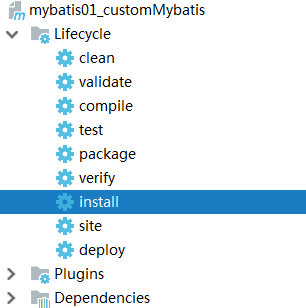 mybatis01_customMybatis
Lifecycle
clean
validate
compile
test
package
verify
install
site
deploy
Plugins
Dependencies